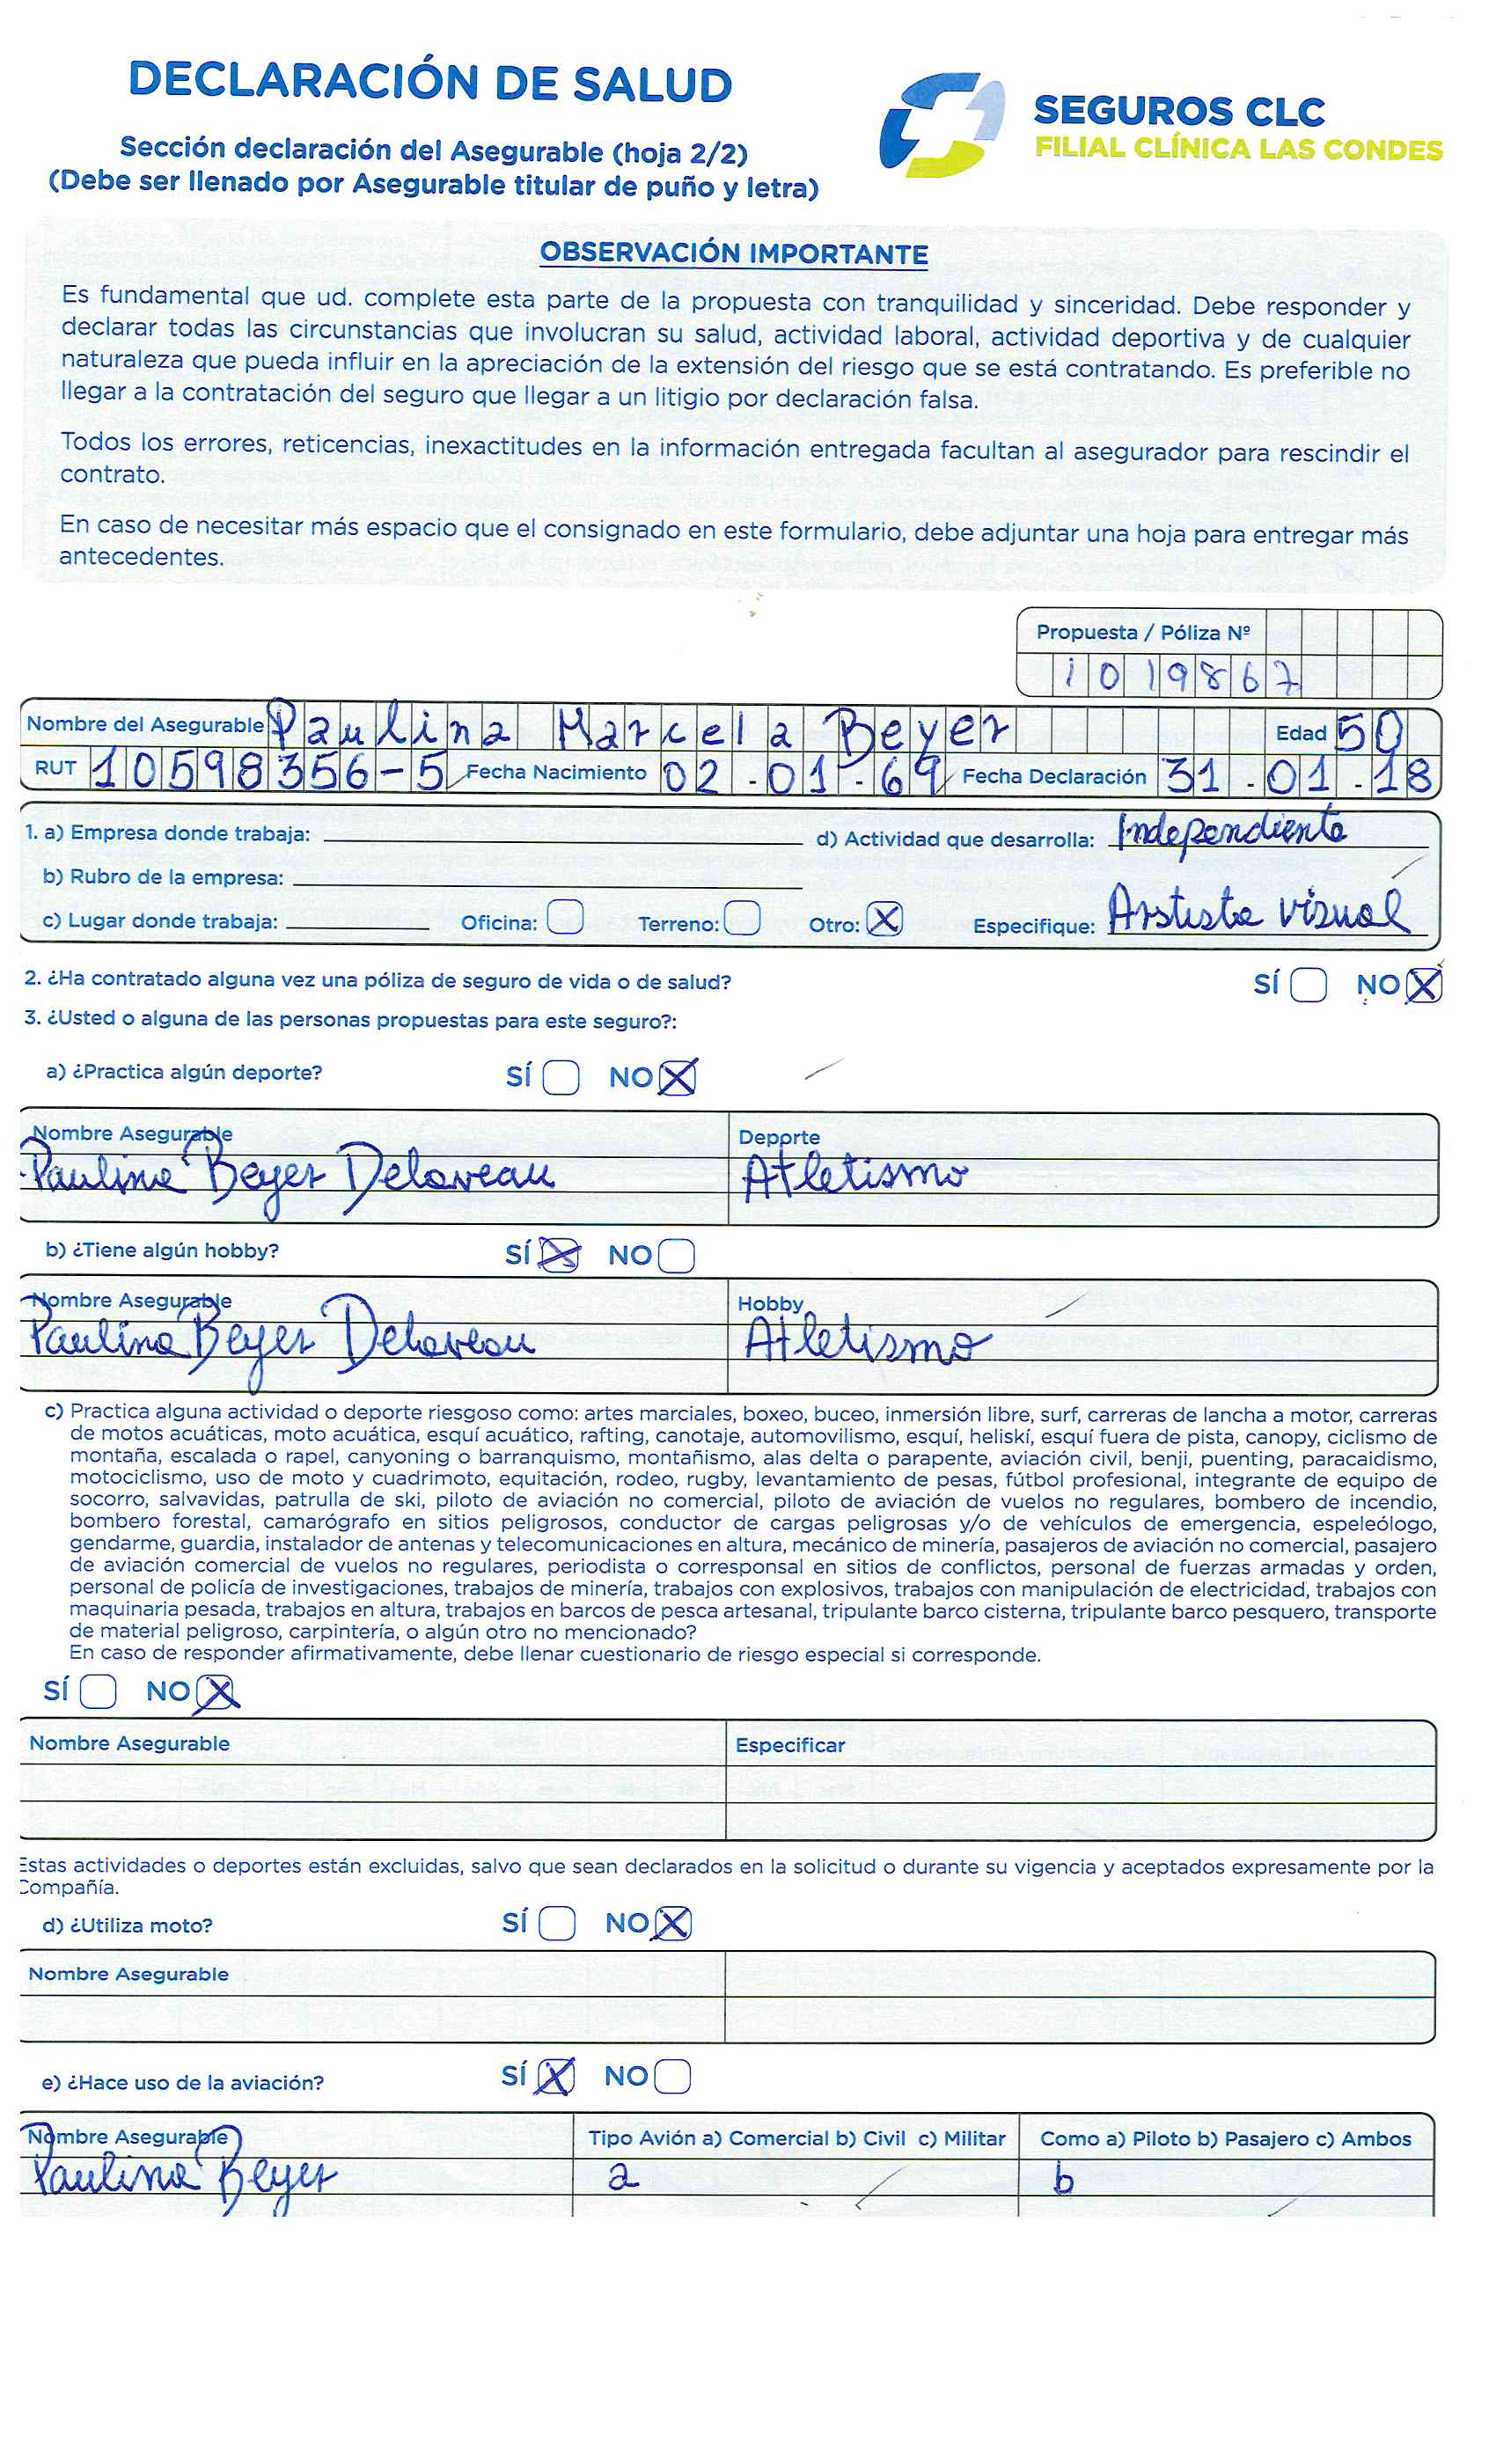 DECLARACIÓN DE SALUD
Sección declaración del Asegurable (hoja 2/2)
(Debe ser llenado por Asegurable titular de puño y letra)
SEGUROS CLC
FILIAL CLÍNICA LAS CONDES
OBSERVACIÓN IMPORTANTE
Es fundamental que ud. complete esta parte de la propuesta con tranquilidad y sinceridad. Debe responder y
declarar todas las circunstancias que involucran su salud, actividad laboral, actividad deportiva y de cualquier
naturaleza que pueda influir en la apreciación de la extensión del riesgo que se está contratando. Es preferible no
llegar a la contratación del seguro que llegar a un litigio por declaración falsa.
Todos los errores, reticencias, inexactitudes en la información entregada facultan al asegurador para rescindir el
contrato.
En caso de necesitar más espacio que el consignado en este formulario, debe adjuntar una hoja para entregar más
antecedentes.
Propuesta / Póliza Nº
1019867
Nombre del Asegurable Paulina Marcela Beyer Edad 50
RUT 10598356-5 Fecha Nacimiento 02-01-69 Fecha Declaración 31.01.18
1. a) Empresa donde trabaja: d) Actividad que desarrolla: Independiente
b) Rubro de la empresa:
c) Lugar donde trabaja: Oficina: Terreno: Otro: X Especifique: Artista visual
2. ¿Ha contratado alguna vez una póliza de seguro de vida o de salud? SÍ NO X
3. ¿Usted o alguna de las personas propuestas para este seguro?:
a) ¿Practica algún deporte? SÍ NO X
Nombre Asegurable Deporte
Paulina Beyer Delaveau Atletismo
b) ¿Tiene algún hobby? SÍ X NO
Nombre Asegurable Hobby
Paulina Beyer Delaveau Atletismo
c) Practica alguna actividad o deporte riesgoso como: artes marciales, boxeo, buceo, inmersión libre, surf, carreras de lancha a motor, carreras
de motos acuáticas, moto acuática, esquí acuático, rafting, canotaje, automovilismo, esquí, heliskí, esquí fuera de pista, canopy, ciclismo de
montaña, escalada o rapel, canyoning o barranquismo, montañismo, alas delta o parapente, aviación civil, benji, puenting, paracaidismo,
motociclismo, uso de moto y cuadrimoto, equitación, rodeo, rugby, levantamiento de pesas, fútbol profesional, integrante de equipo de
socorro, salvavidas, patrulla de ski, piloto de aviación no comercial, piloto de aviación de vuelos no regulares, bombero de incendio,
bombero forestal, camarógrafo en sitios peligrosos, conductor de cargas peligrosas y/o de vehículos de emergencia, espeleólogo,
gendarme, guardia, instalador de antenas y telecomunicaciones en altura, mecánico de minería, pasajeros de aviación no comercial, pasajero
de aviación comercial de vuelos no regulares, periodista o corresponsal en sitios de conflictos, personal de fuerzas armadas y orden,
personal de policía de investigaciones, trabajos de minería, trabajos con explosivos, trabajos con manipulación de electricidad, trabajos con
maquinaria pesada, trabajos en altura, trabajos en barcos de pesca artesanal, tripulante barco cisterna, tripulante barco pesquero, transporte
de material peligroso, carpintería, o algún otro no mencionado?
En caso de responder afirmativamente, debe llenar cuestionario de riesgo especial si corresponde.
SÍ NO X
Nombre Asegurable Especificar
Estas actividades o deportes están excluidas, salvo que sean declarados en la solicitud o durante su vigencia y aceptados expresamente por la
Compañía.
d) ¿Utiliza moto? SÍ NO X
Nombre Asegurable
e) ¿Hace uso de la aviación? SÍ X NO
Nombre Asegurable Tipo Avión a) Comercial b) Civil c) Militar Como a) Piloto b) Pasajero c) Ambos
Paulina Beyer a b